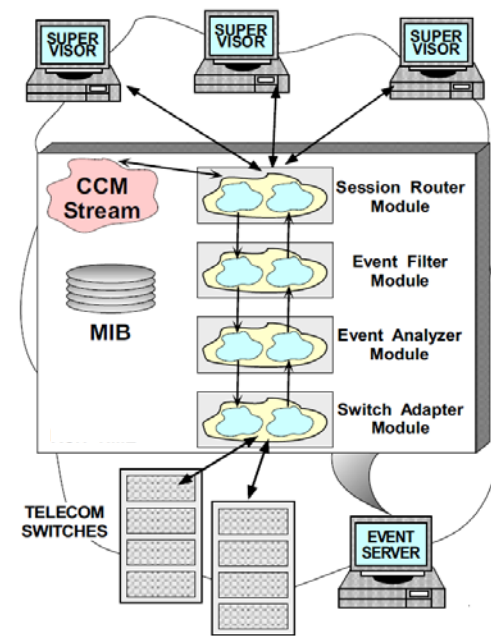 SUPER
VISOR
SUPER
VISOR
SUPER
VISOR
CCM
Stream
Session Router
Module
MIB
Event Filter
Module
Event Analyzer
Module
Switch Adapter
Module
TELECOM
SWITCHES
EVENT
SERVER